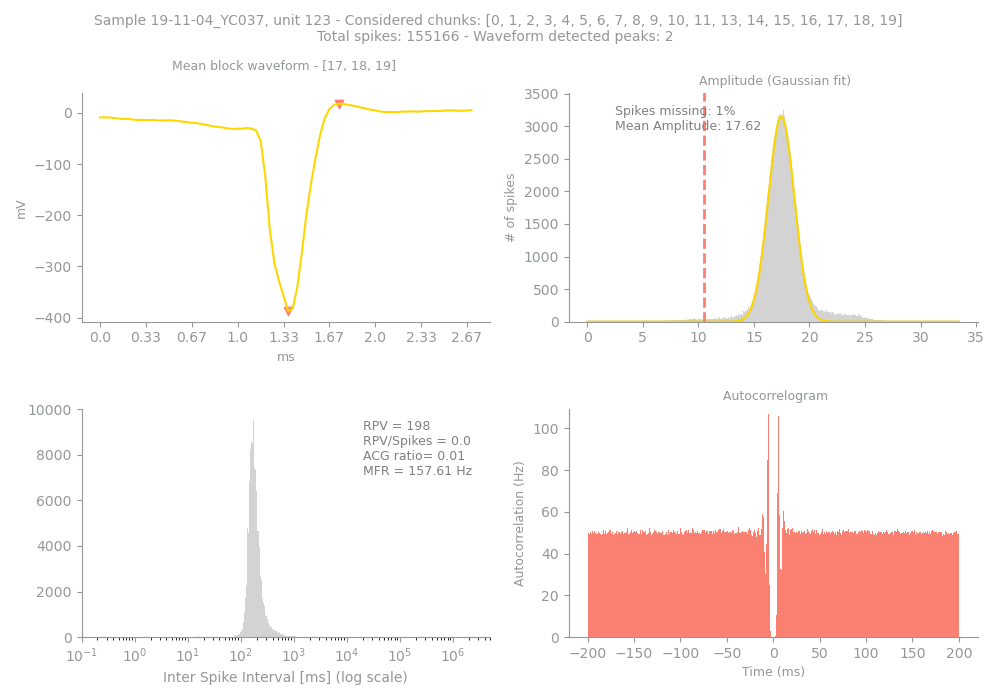 Sample 19-11-04_YC037, unit 123 - Considered chunks: [0, 1, 2, 3, 4, 5, 6, 7, 8, 9, 10, 11, 13, 14, 15, 16, 17, 18, 19]
Total spikes: 155166 - Waveform detected peaks: 2
Mean block waveform - [17, 18, 19]
0
−100
−200
−300
−400
mV
0.0 0.33 0.67 1.0 1.33 1.67 2.0 2.33 2.67
ms
Amplitude (Gaussian fit)
Spikes missing: 1%
Mean Amplitude: 17.62
3500
3000
2500
2000
1500
1000
500
0
# of spikes
0 5 10 15 20 25 30 35
10000
8000
6000
4000
2000
0
RPV = 198
RPV/Spikes = 0.0
ACG ratio= 0.01
MFR = 157.61 Hz
10⁻¹ 10⁰ 10¹ 10² 10³ 10⁴ 10⁵ 10⁶
Inter Spike Interval [ms] (log scale)
Autocorrelogram
100
80
60
40
20
0
Autocorrelation (Hz)
−200 −150 −100 −50 0 50 100 150 200
Time (ms)